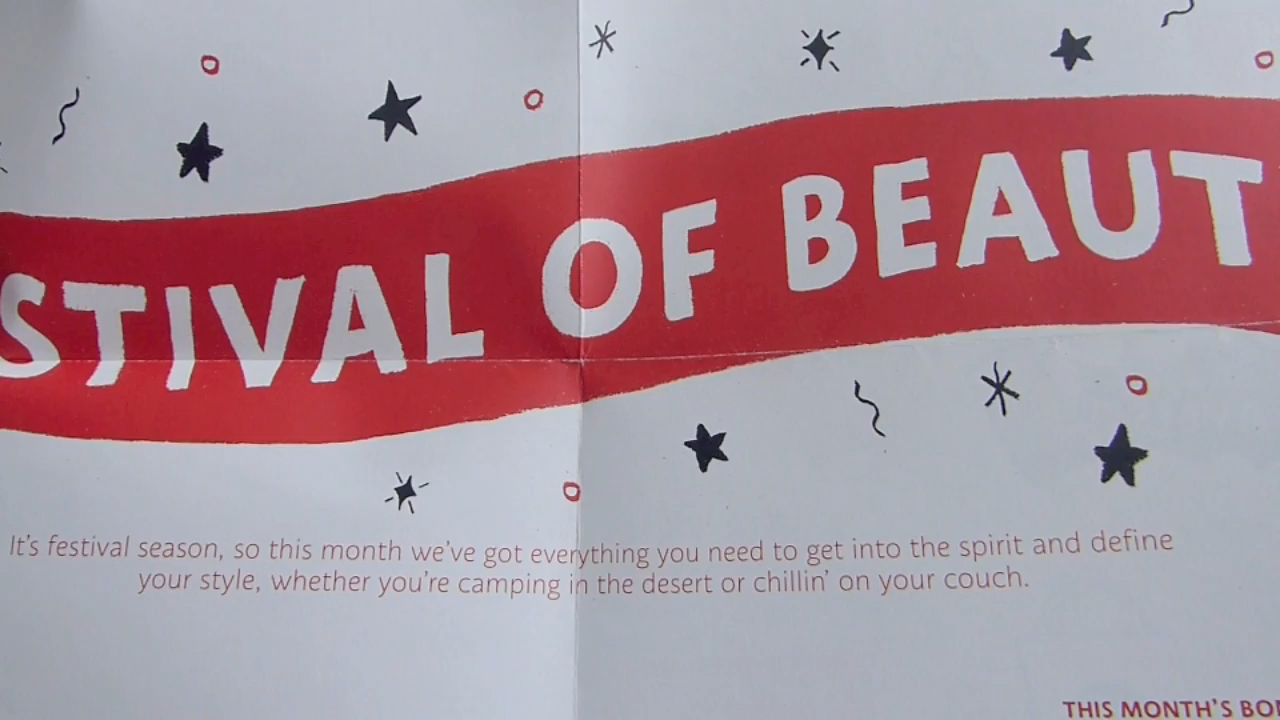 STIVAL OF BEAUT
It's festival season, so this month we've got everything you need to get into the spirit and define
your style, whether you're camping in the desert or chillin' on your couch.
THIS MONTH'S BO